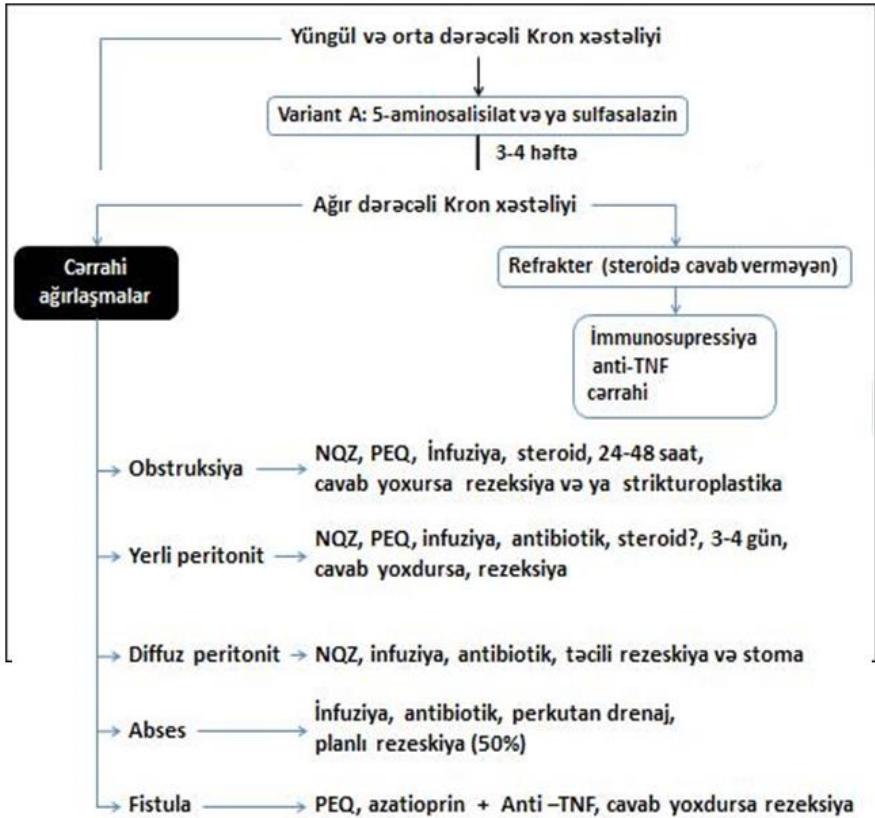 Yüngül və orta dərəcəli Kron xəstəliyi
Variant A: 5-aminosalisilat və ya sulfasalazin
3-4 həftə
Ağır dərəcəli Kron xəstəliyi
Cərrahi
ağırlaşmalar
Refrakter (steroidə cavab verməyən)
İmmunosupressiya
anti-TNF
cərrahi
Obstruksiya
NQZ, PEQ, İnfuziya, steroid, 24-48 saat,
cavab yoxursa rezeksiya və ya strikturoplastika
Yerli peritonit
NQZ, PEQ, infuziya, antibiotik, steroid?, 3-4 gün,
cavab yoxdursa, rezeksiya
Diffuz peritonit
NQZ, infuziya, antibiotik, təcili rezeskiya və stoma
Abses
İnfuziya, antibiotik, perkutan drenaj,
planlı rezeskiya (50%)
Fistula
PEQ, azatioprin + Anti –TNF, cavab yoxdursa rezeksiya